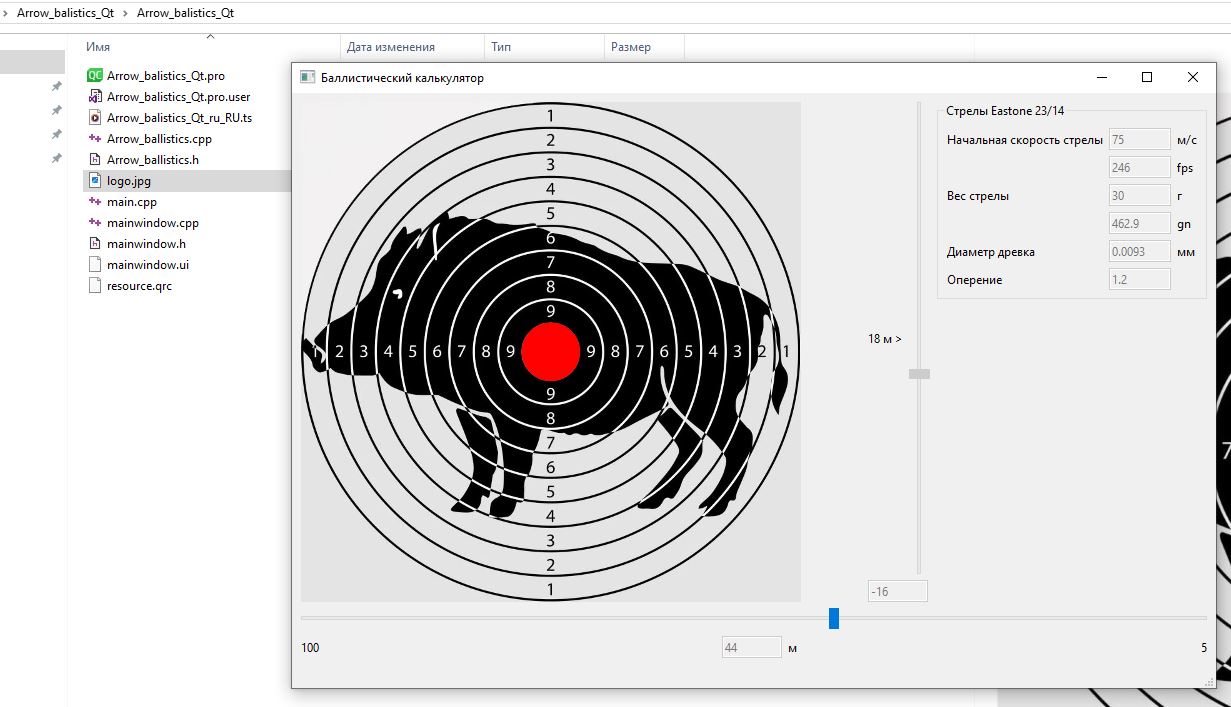 Arrow_balistics_Qt > Arrow_balistics_Qt
Имя Дата изменения Тип Размер
QC Arrow_balistics_Qt.pro
Arrow_balistics_Qt.pro.user
Arrow_balistics_Qt_ru_RU.ts
Arrow_ballistics.cpp
Arrow_ballistics.h
logo.jpg
main.cpp
mainwindow.cpp
mainwindow.h
mainwindow.ui
resource.qrc
Баллистический калькулятор
1
2
3
4
5
6
7
8
9
1 2 3 4 5 6 7 8 9 9 8 7 6 5 4 3 2 1
9
8
7
6
5
4
3
2
1
18 м >
-16
100 44 м 5
Стрелы Eastone 23/14
Начальная скорость стрелы 75 м/с
246 fps
Вес стрелы 30 г
462.9 gn
Диаметр древка 0.0093 мм
Оперение 1.2
7